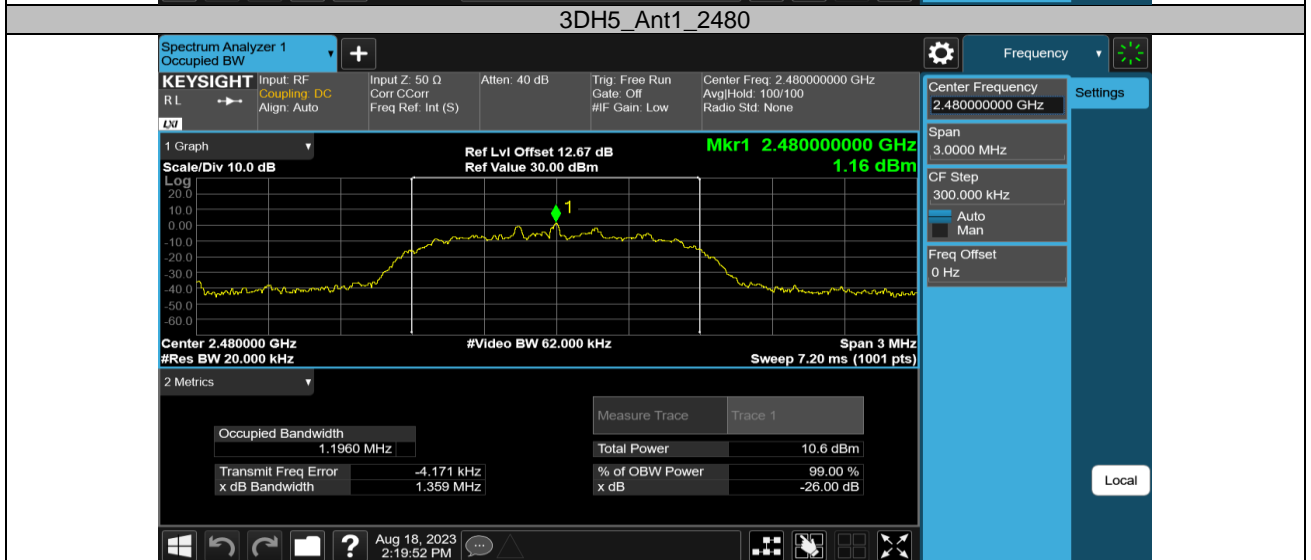 3DH5_Ant1_2480
Spectrum Analyzer 1
Occupied BW
Frequency
KEYSIGHT
R L
LXI
Input: RF
Coupling: DC
Align: Auto
Input Z: 50 Ω
Corr CCorr
Freq Ref: Int (S)
Atten: 40 dB
Trig: Free Run
Gate: Off
#IF Gain: Low
Center Freq: 2.480000000 GHz
Avg|Hold: 100/100
Radio Std: None
Center Frequency
2.480000000 GHz
Settings
Span
3.0000 MHz
CF Step
300.000 kHz
Auto
Man
Freq Offset
0 Hz
Local
1 Graph
Scale/Div 10.0 dB
Ref Lvl Offset 12.67 dB
Ref Value 30.00 dBm
Mkr1 2.480000000 GHz
1.16 dBm
Log
20.0
10.0
0.00
-10.0
-20.0
-30.0
-40.0
-50.0
-60.0
1
Center 2.480000 GHz
#Res BW 20.000 kHz
#Video BW 62.000 kHz
Span 3 MHz
Sweep 7.20 ms (1001 pts)
2 Metrics
Measure Trace Trace 1
Occupied Bandwidth
1.1960 MHz
Total Power 10.6 dBm
Transmit Freq Error -4.171 kHz
% of OBW Power 99.00 %
x dB Bandwidth 1.359 MHz
x dB -26.00 dB
Aug 18, 2023
2:19:52 PM